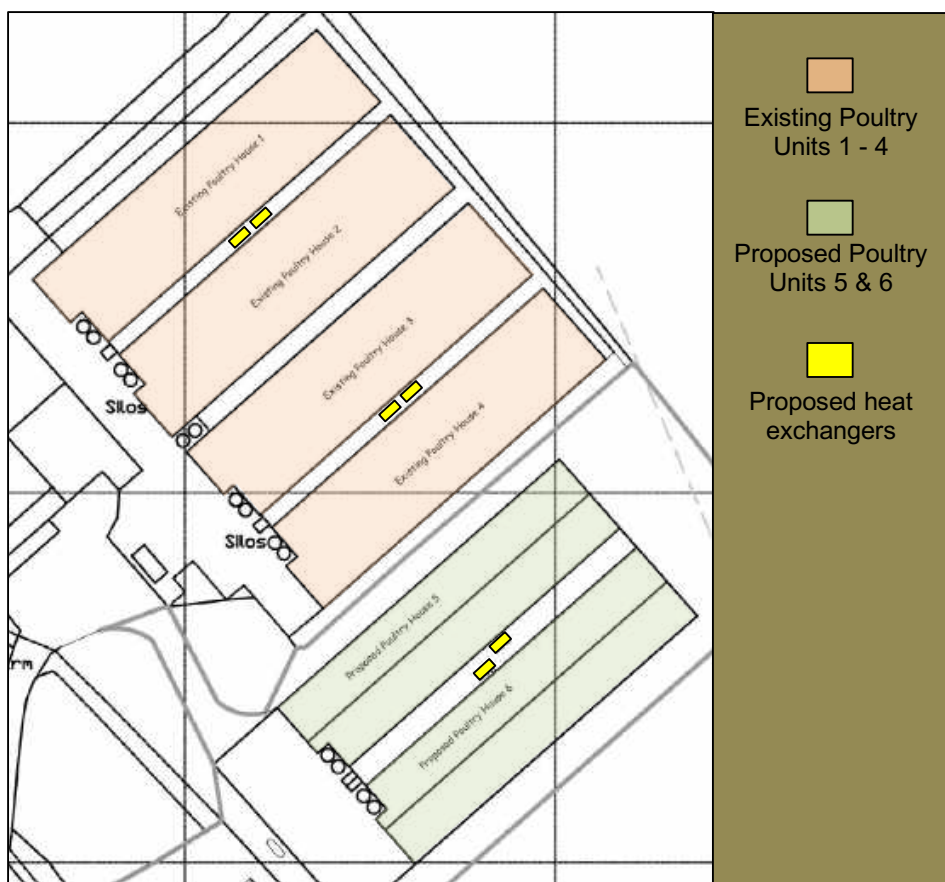 Existing Poultry House 1
Existing Poultry House 2
Existing Poultry House 3
Existing Poultry House 4
Silos
Silos
Proposed Poultry House 5
Proposed Poultry House 6
rm
Existing Poultry
Units 1 - 4
Proposed Poultry
Units 5 & 6
Proposed heat
exchangers